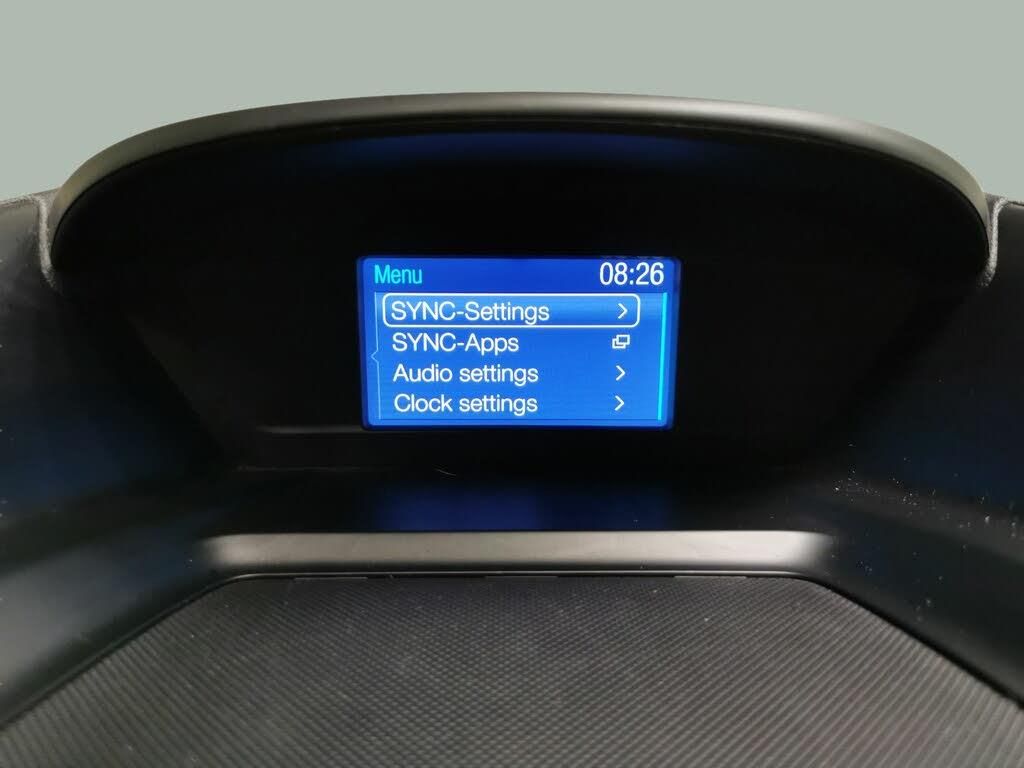 Menu 08:26
SYNC-Settings
SYNC-Apps
Audio settings
Clock settings